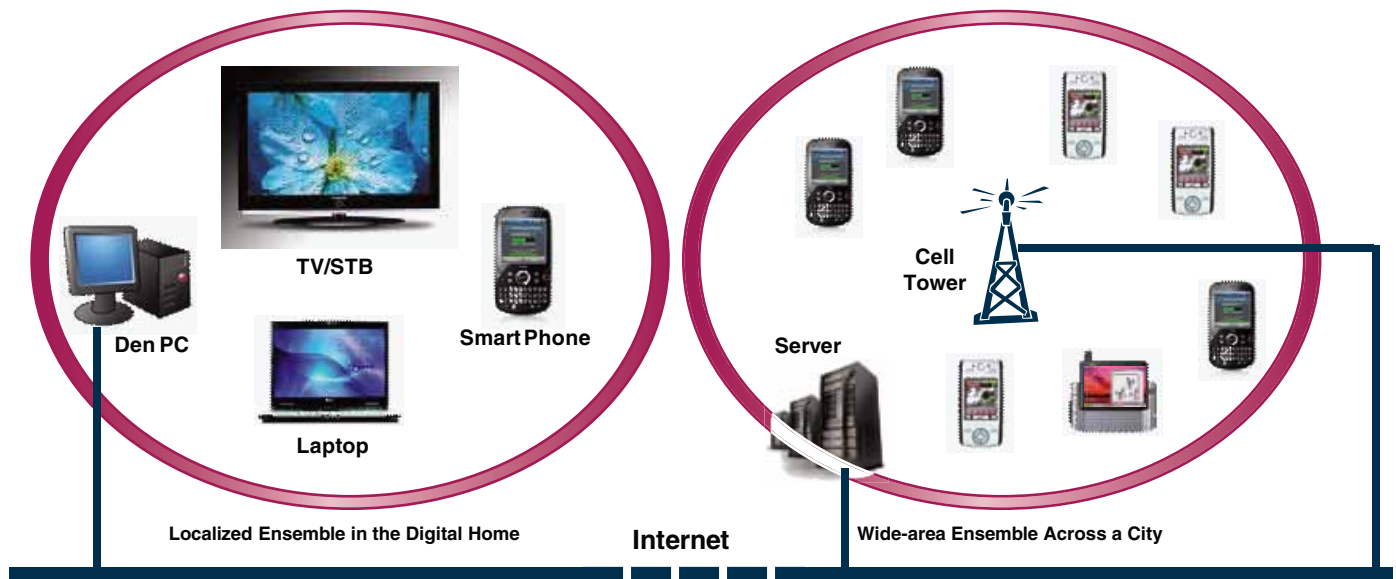 TV/STB
Den PC
Smart Phone
Laptop
Localized Ensemble in the Digital Home
Cell
Tower
Server
Wide-area Ensemble Across a City
Internet